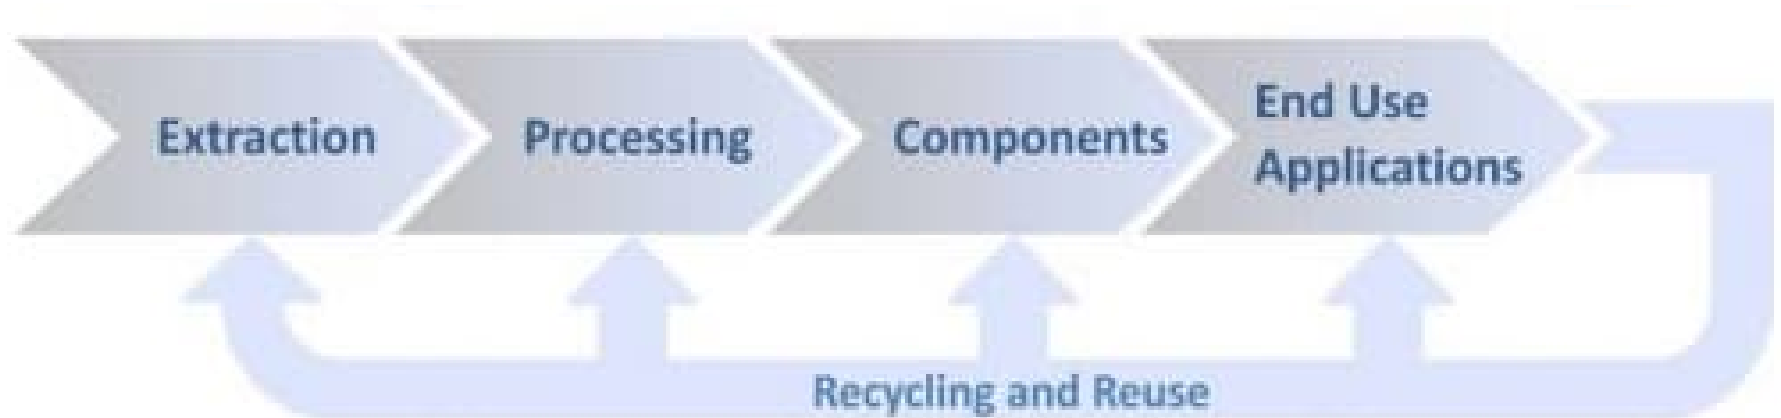 Extraction
Processing
Components
End Use
Applications
Recycling and Reuse